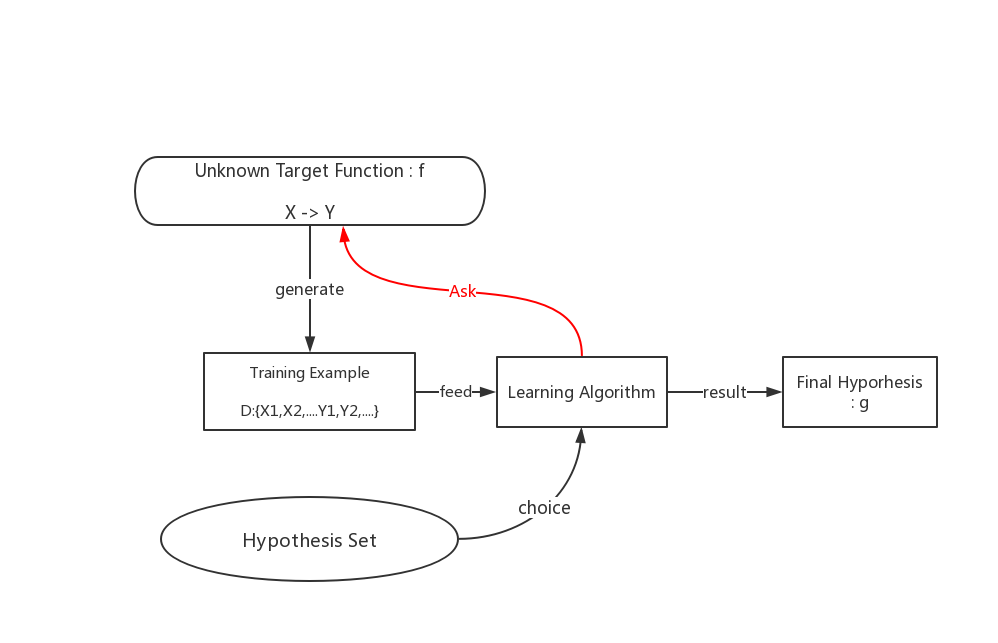 Unknown Target Function : f
X -> Y
generate
Ask
Training Example
D:{X1,X2,....Y1,Y2,....}
feed
Learning Algorithm
result
Final Hyporhesis
: g
choice
Hypothesis Set